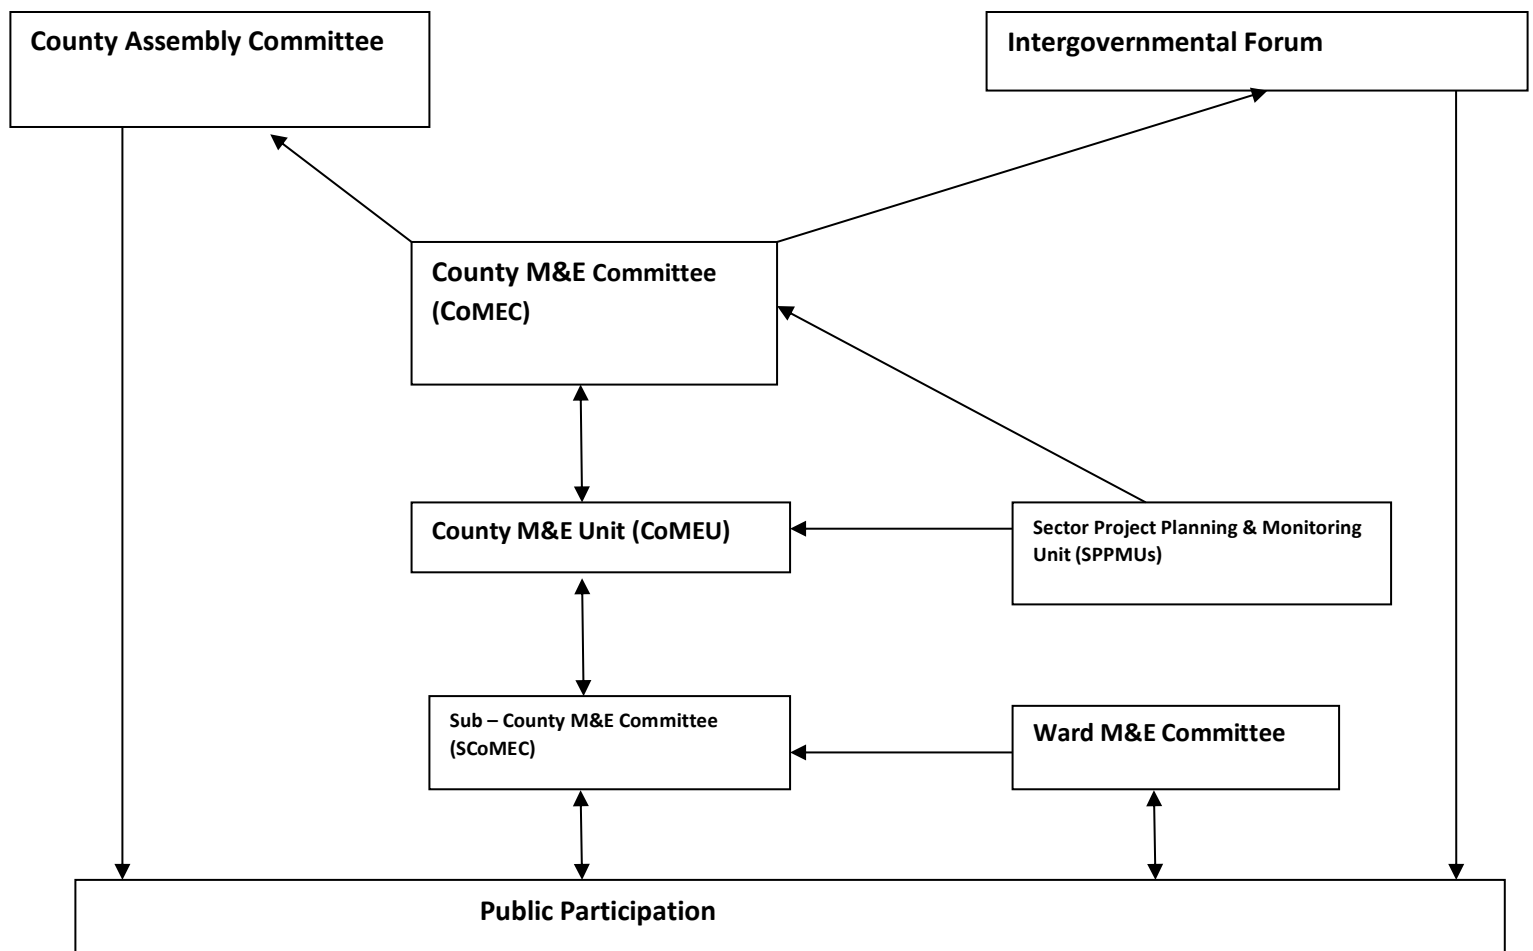 County Assembly Committee
Intergovernmental Forum
County M&E Committee
(CoMEC)
County M&E Unit (CoMEU)
Sector Project Planning & Monitoring
Unit (SPPMUs)
Sub – County M&E Committee
(SCoMEC)
Ward M&E Committee
Public Participation